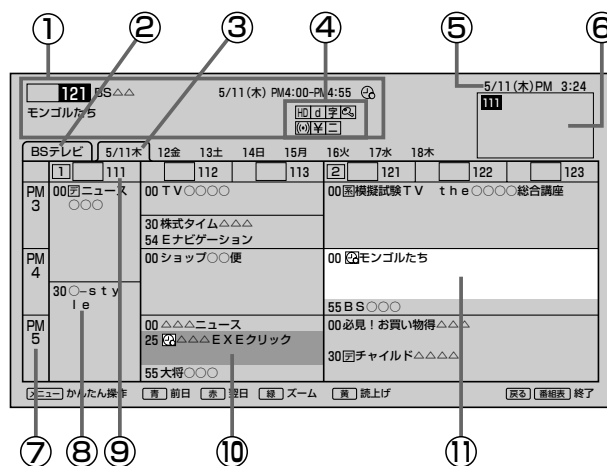 ① ② ③ ④ ⑤ ⑥
121 BS△△ 5/11(木) PM4:00-PM4:55
モンゴルたち
HD d 字
((•)) ¥ 二
5/11(木)PM 3:24
111
BSテレビ 5/11木 12金 13土 14日 15月 16火 17水 18木
1 111 112 113 2 121 122 123
PM 3
00 デ ニュース
○○○
00 TV○○○○
30 株式タイム△△△
54 Eナビゲーション
00 系 模擬試験TV the○○○○総合講座
PM 4
30 ○-sty
le
00 ショップ○○便
00 モンゴルたち
55 BS○○○
PM 5
00 △△△ニュース
25 △△△EXEクリック
55 大将○○○
00 必見！お買い物得△△△
30 デ チャイルド△△△△
メニュー かんたん操作 青 前日 赤 翌日 緑 ズーム 黄 読上げ 戻る 番組表 終了
⑦ ⑧ ⑨ ⑩ ⑪